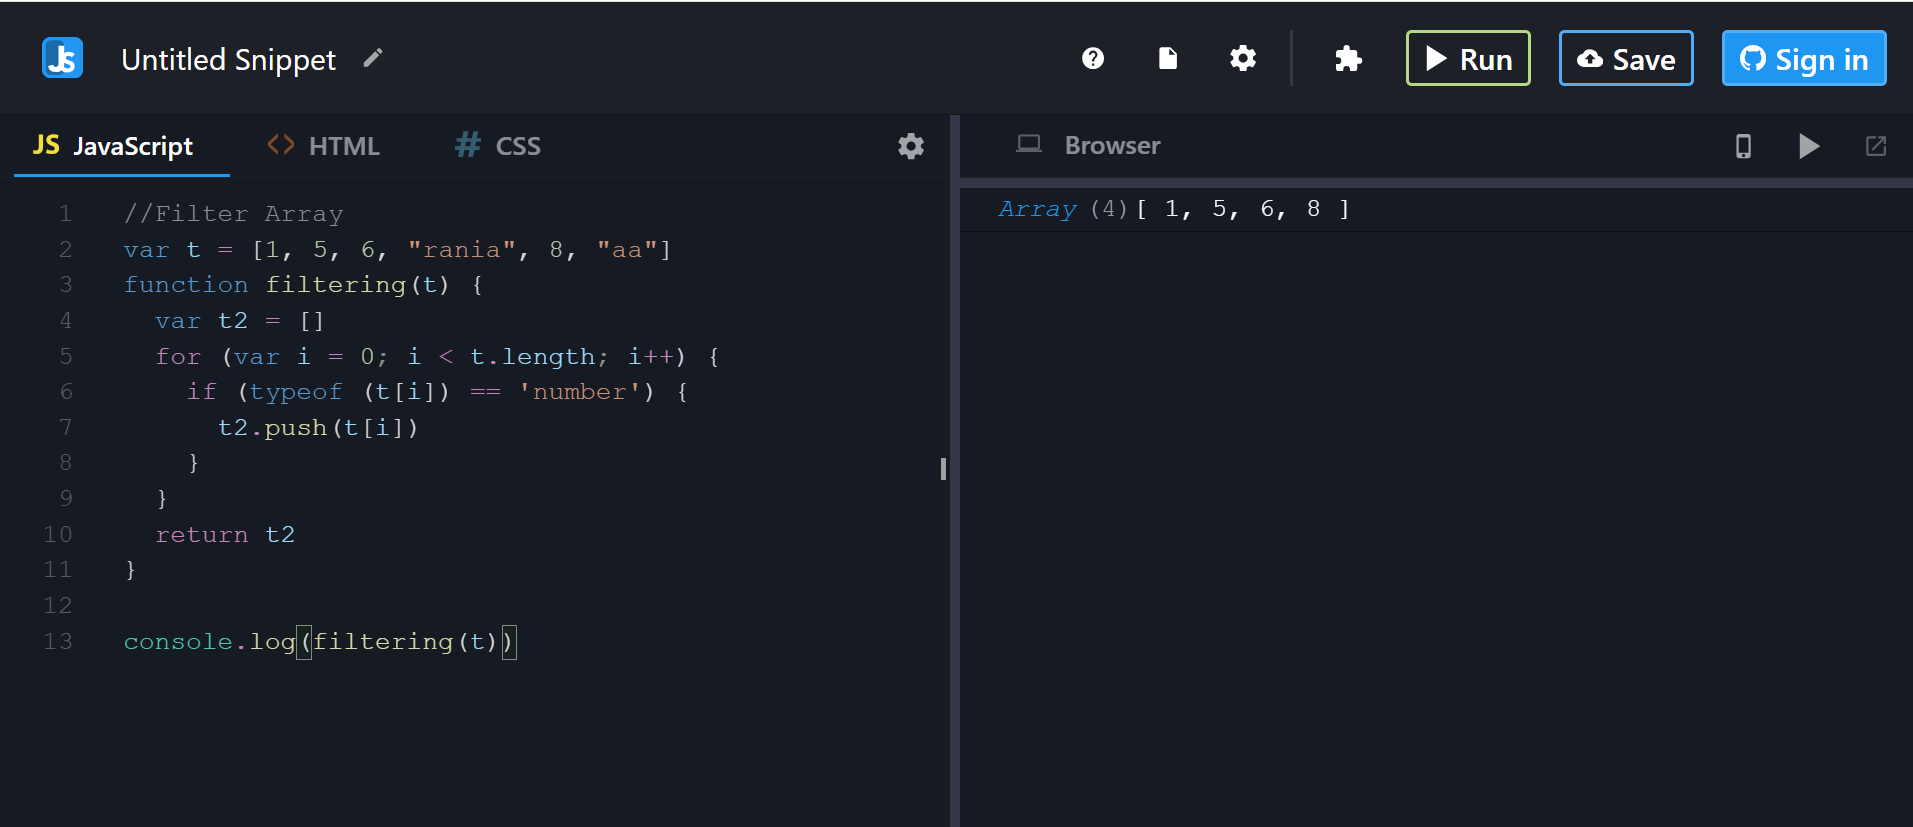 JS Untitled Snippet Run Save Sign in
JS JavaScript <> HTML # CSS
Browser
1 //Filter Array
2 var t = [1, 5, 6, "rania", 8, "aa"]
3 function filtering(t) {
4   var t2 = []
5   for (var i = 0; i < t.length; i++) {
6     if (typeof (t[i]) == 'number') {
7       t2.push(t[i])
8     }
9   }
10   return t2
11 }
12
13 console.log(filtering(t))
Array (4)[ 1, 5, 6, 8 ]